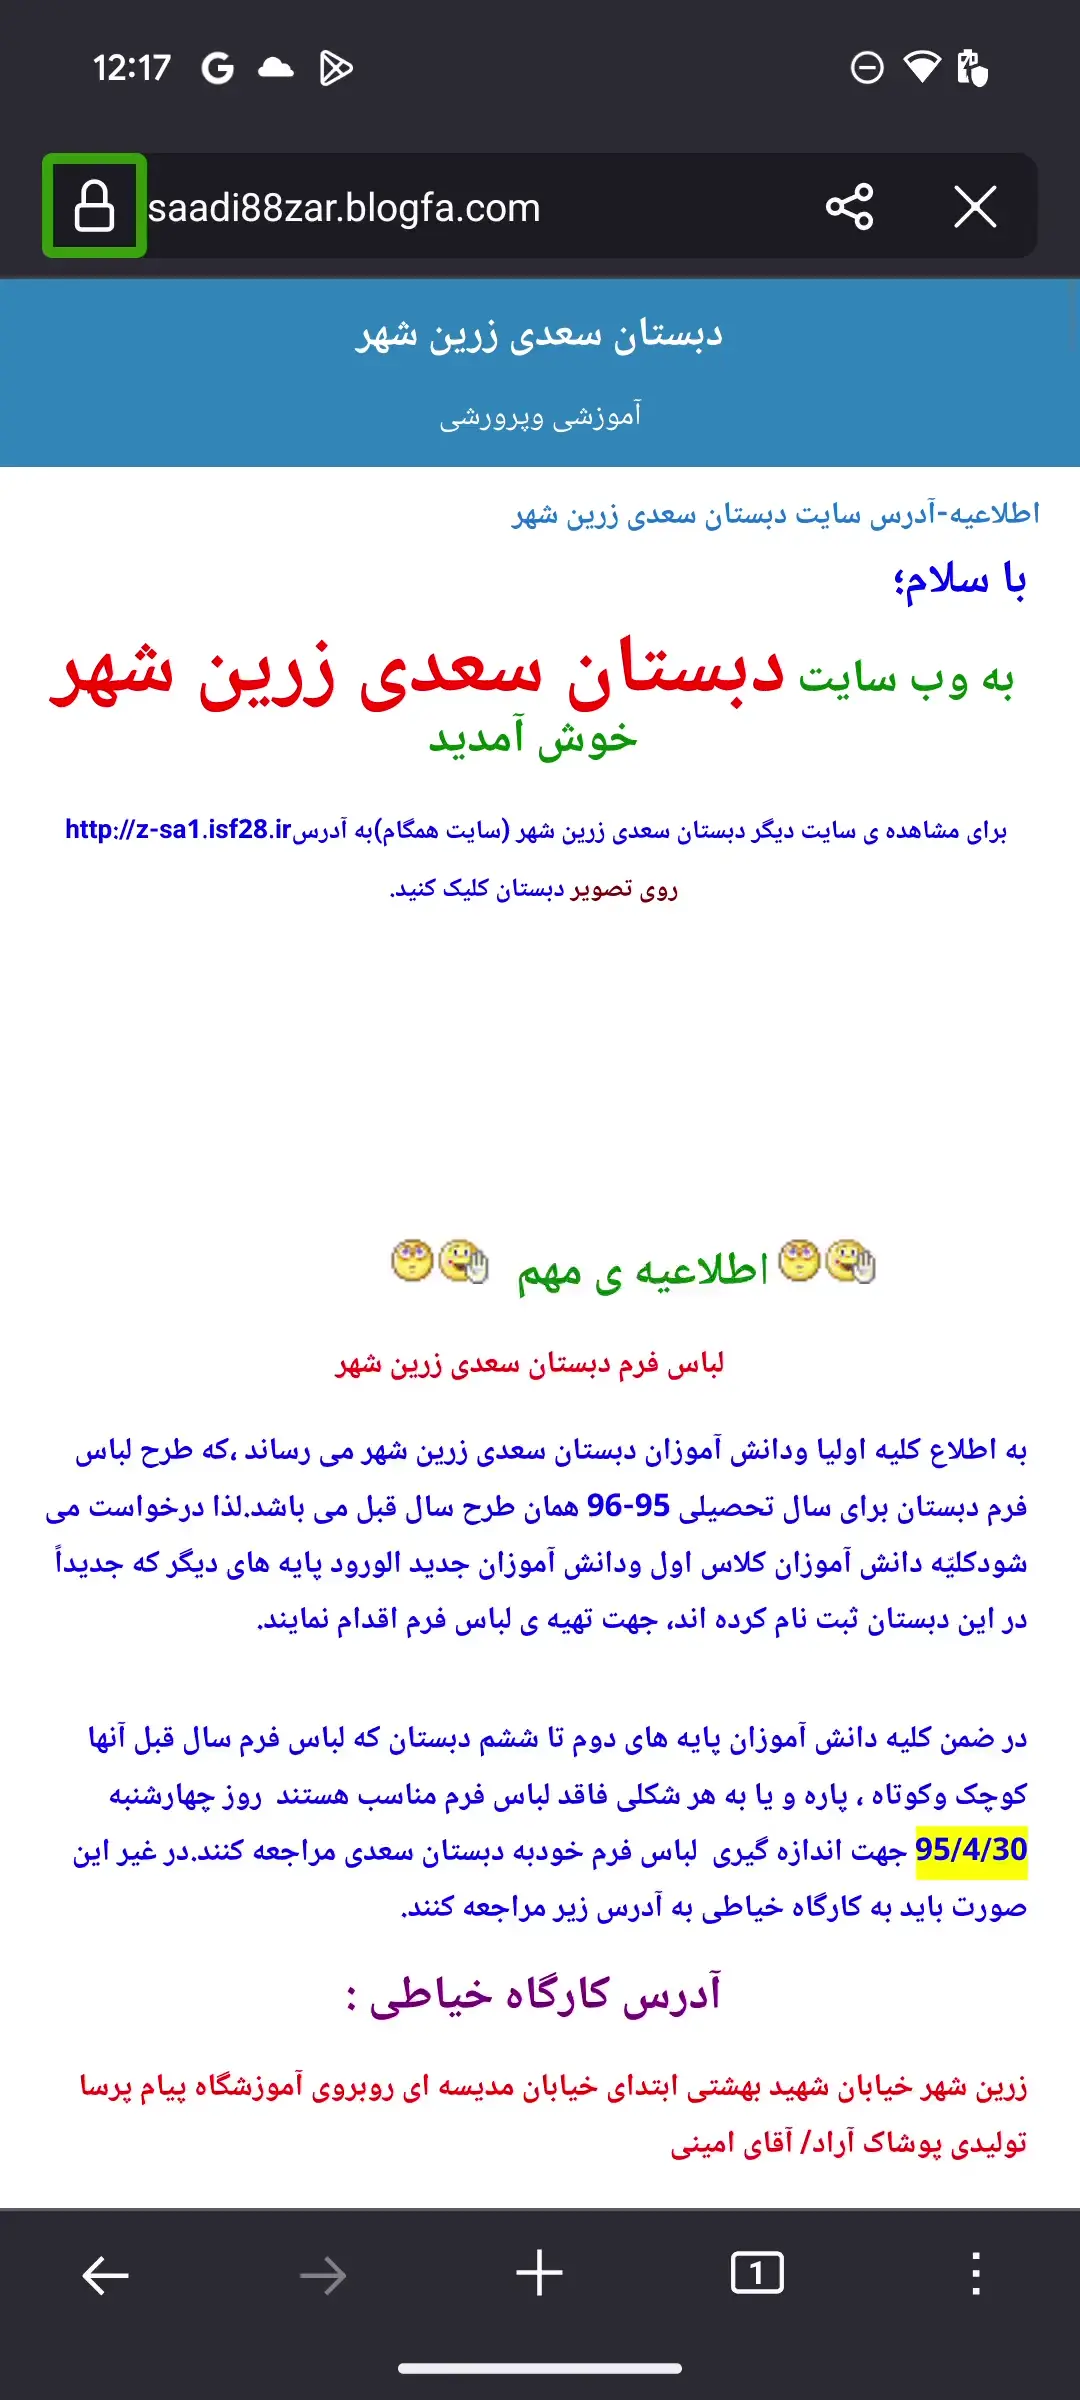 12:17
saadi88zar.blogfa.com
دبستان سعدی زرین شهر
آموزشی وپرورشی
اطلاعیه-آدرس سایت دبستان سعدی زرین شهر
با سلام؛
به وب سایت دبستان سعدی زرین شهر
خوش آمدید
برای مشاهده ی سایت دیگر دبستان سعدی زرین شهر (سایت همگام)به آدرسhttp://z-sa1.isf28.ir
روی تصویر دبستان کلیک کنید.
اطلاعیه ی مهم
لباس فرم دبستان سعدی زرین شهر
به اطلاع کلیه اولیا ودانش آموزان دبستان سعدی زرین شهر می رساند ،که طرح لباس
فرم دبستان برای سال تحصیلی 95-96 همان طرح سال قبل می باشد.لذا درخواست می
شودکلیّه دانش آموزان کلاس اول ودانش آموزان جدید الورود پایه های دیگر که جدیداً
در این دبستان ثبت نام کرده اند، جهت تهیه ی لباس فرم اقدام نمایند.
در ضمن کلیه دانش آموزان پایه های دوم تا ششم دبستان که لباس فرم سال قبل آنها
کوچک وکوتاه ، پاره و یا به هر شکلی فاقد لباس فرم مناسب هستند روز چهارشنبه
95/4/30 جهت اندازه گیری لباس فرم خودبه دبستان سعدی مراجعه کنند.در غیر این
صورت باید به کارگاه خیاطی به آدرس زیر مراجعه کنند.
آدرس کارگاه خیاطی :
زرین شهر خیابان شهید بهشتی ابتدای خیابان مدیسه ای روبروی آموزشگاه پیام پرسا
تولیدی پوشاک آراد/ آقای امینی
1